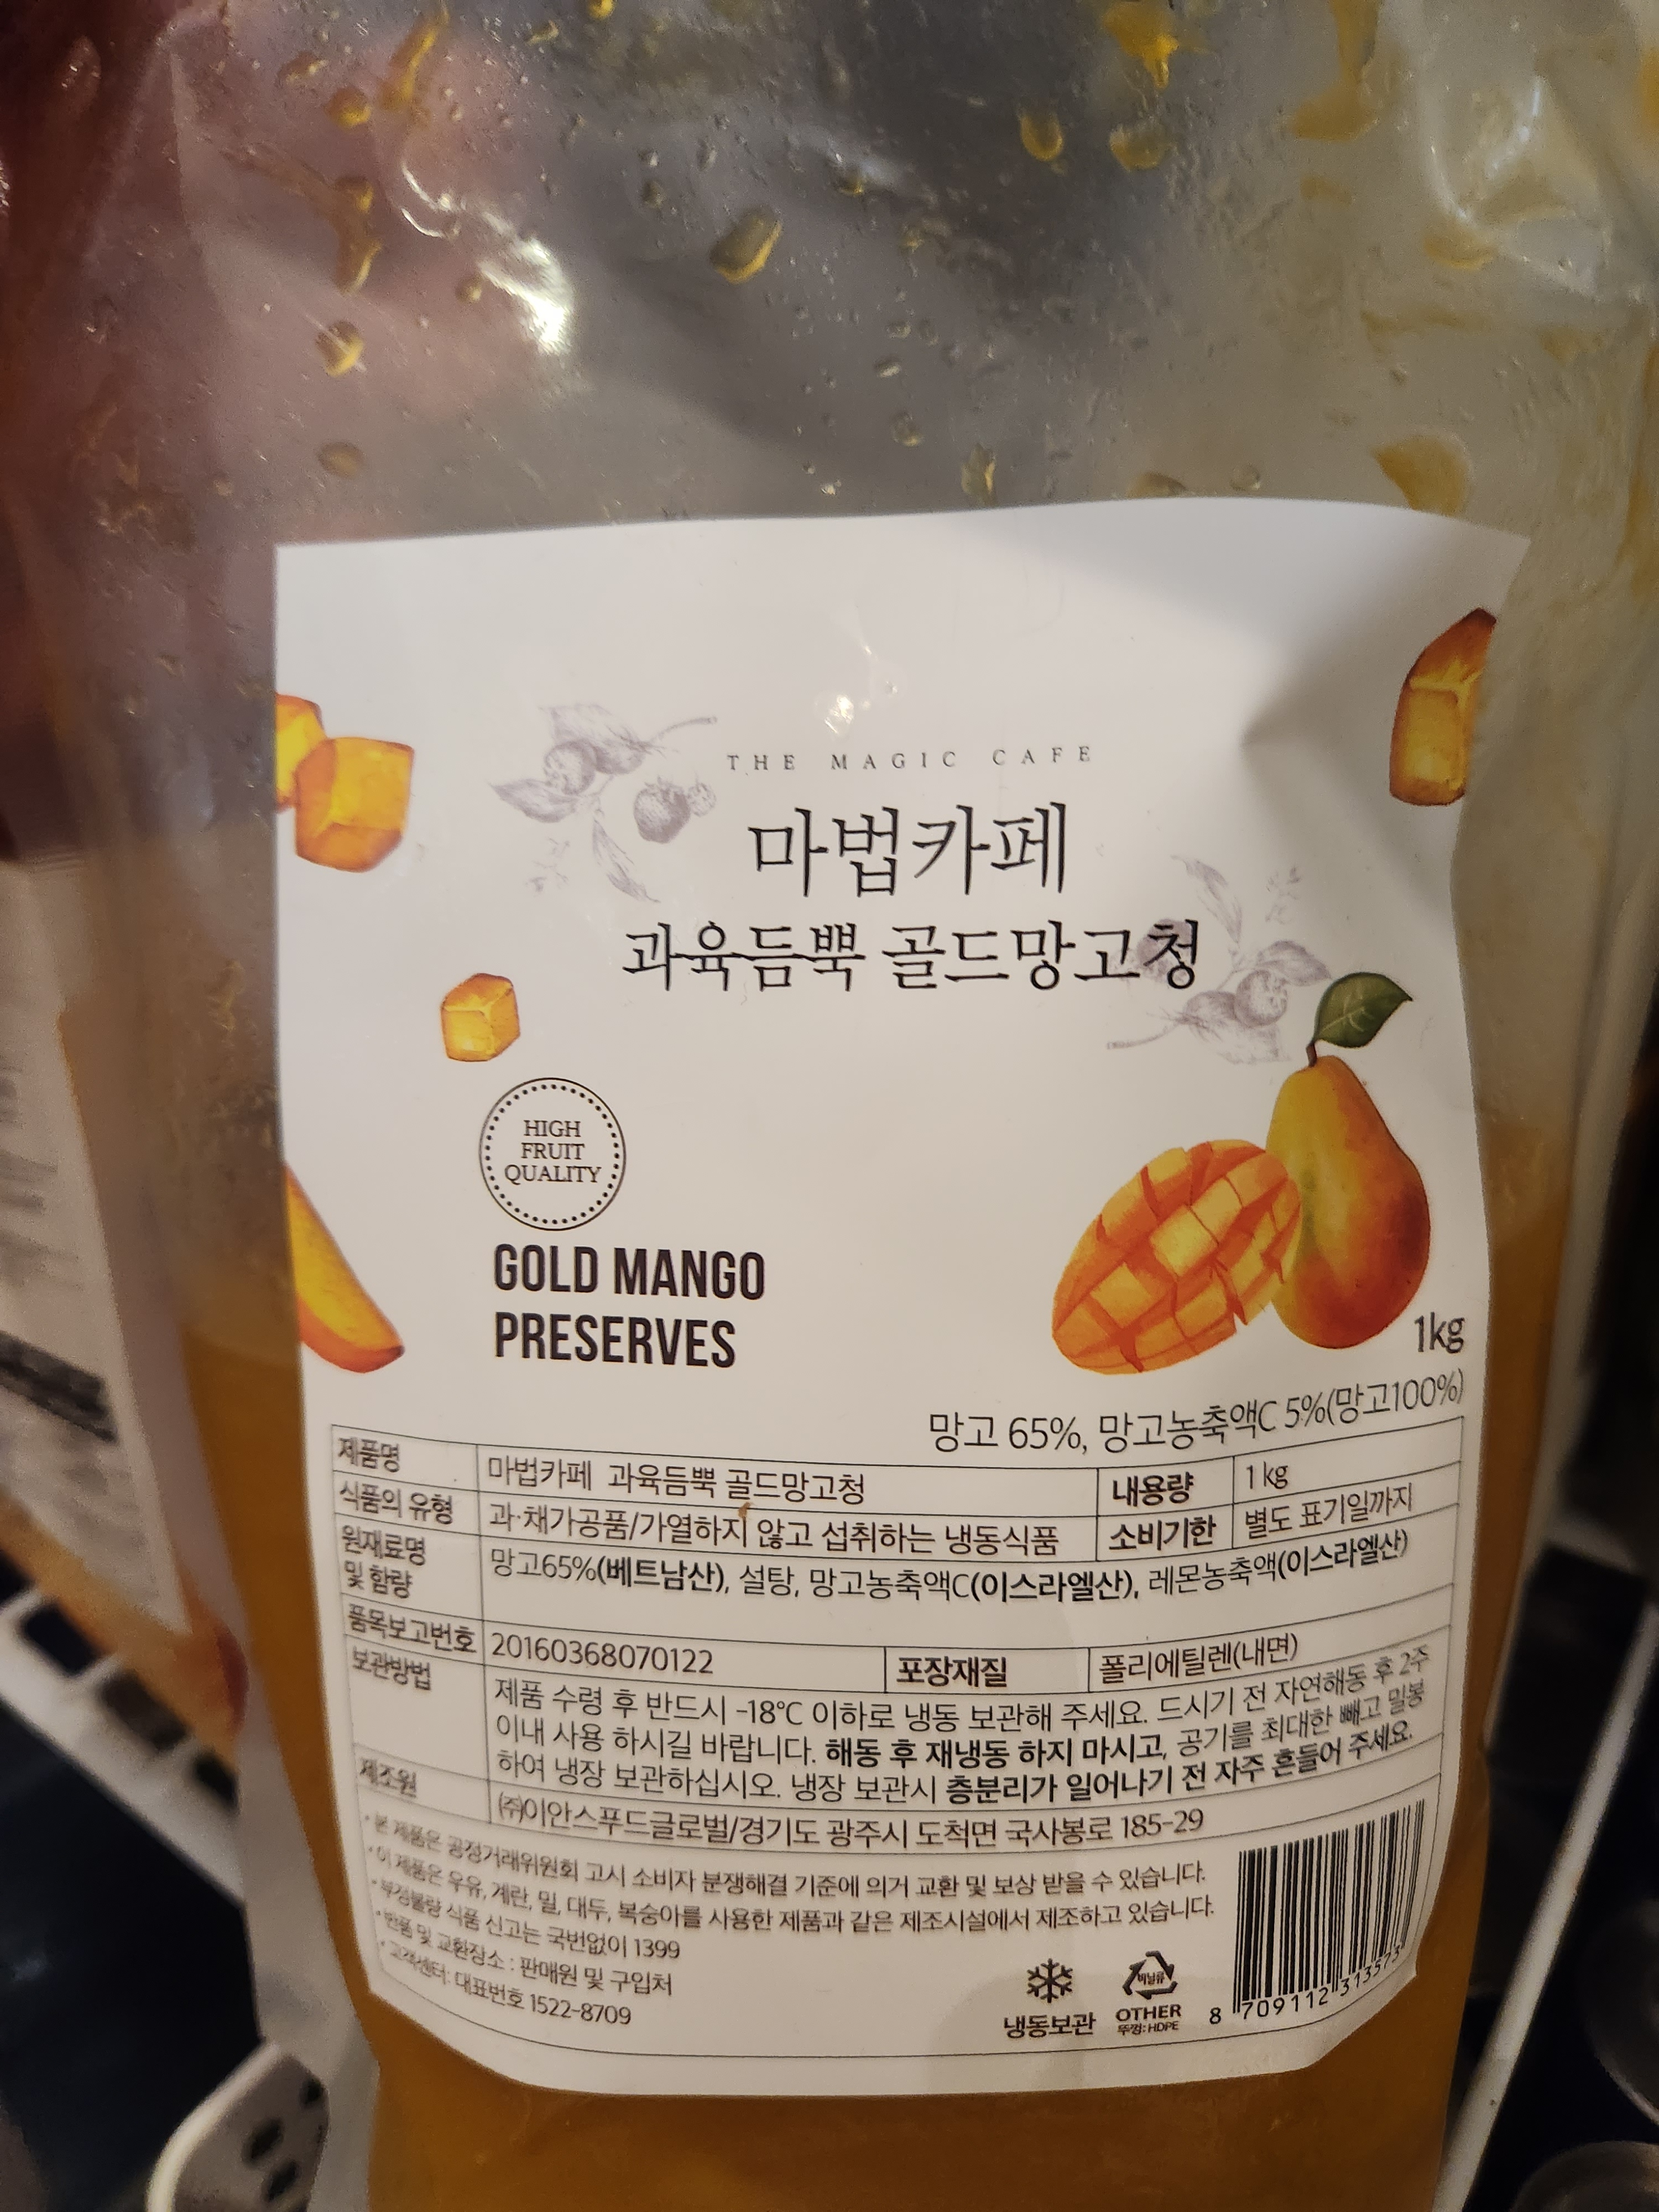 THE MAGIC CAFE
마법카페
과육듬뿍 골드망고청
HIGH
FRUIT
QUALITY
GOLD MANGO
PRESERVES
1kg
망고 65%, 망고농축액C 5%(망고100%)
제품명 마법카페 과육듬뿍 골드망고청 내용량 1 kg
식품의 유형 과·채가공품/가열하지 않고 섭취하는 냉동식품 소비기한 별도 표기일까지
원재료명
및 함량 망고65%(베트남산), 설탕, 망고농축액C(이스라엘산), 레몬농축액(이스라엘산)
품목보고번호 20160368070122 포장재질 폴리에틸렌(내면)
보관방법 제품 수령 후 반드시 -18℃ 이하로 냉동 보관해 주세요. 드시기 전 자연해동 후 2주
이내 사용 하시길 바랍니다. 해동 후 재냉동 하지 마시고, 공기를 최대한 빼고 밀봉
하여 냉장 보관하십시오. 냉장 보관시 층분리가 일어나기 전 자주 흔들어 주세요.
제조원 ㈜이안스푸드글로벌/경기도 광주시 도척면 국사봉로 185-29
• 본 제품은 공정거래위원회 고시 소비자 분쟁해결 기준에 의거 교환 및 보상 받을 수 있습니다.
• 이 제품은 우유, 계란, 밀, 대두, 복숭아를 사용한 제품과 같은 제조시설에서 제조하고 있습니다.
• 부정불량 식품 신고는 국번없이 1399
• 반품 및 교환장소 : 판매원 및 구입처
• 고객센터: 대표번호 1522-8709
냉동보관
비닐류
OTHER
뚜껑: HDPE
8 709112 313573